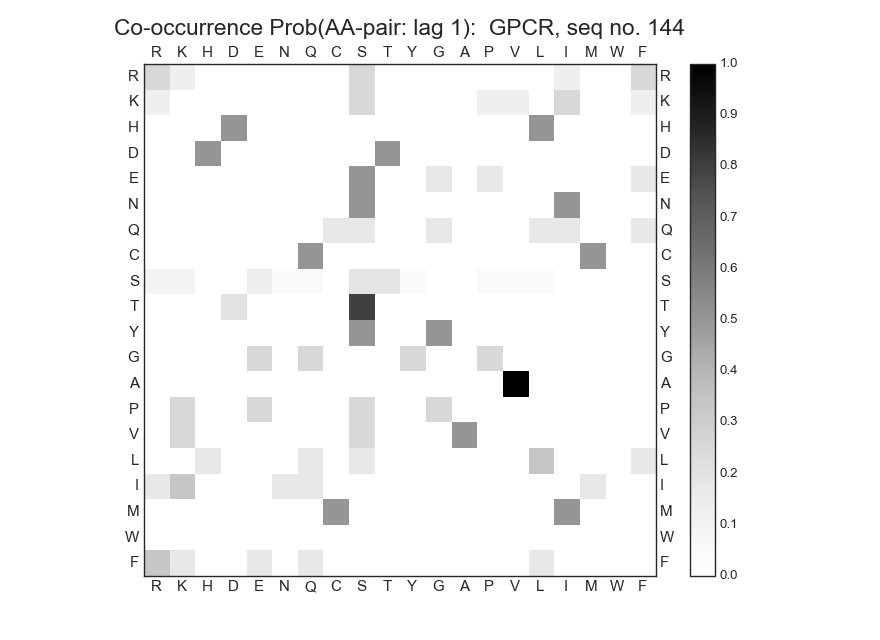 Co-occurrence Prob(AA-pair: lag 1):  GPCR, seq no. 144
R K H D E N Q C S T Y G A P V L I M W F
1.0
R R
0.9
K K
H H
0.8
D D
E E
0.7
N N
Q Q
0.6
C C
S S
0.5
T T
Y Y
0.4
G G
A A
0.3
P P
V V
0.2
L L
I I
0.1
M M
W W
F F
0.0
R K H D E N Q C S T Y G A P V L I M W F